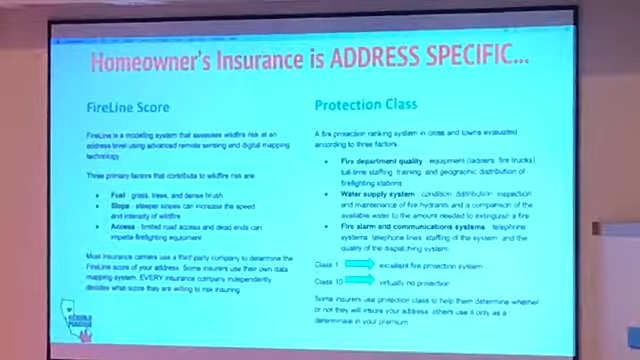 Homeowner's Insurance is ADDRESS SPECIFIC...
FireLine Score
FireLine is a modeling system that assesses wildfire risk at an
address level using advanced remote sensing and digital mapping
technology
Three primary factors that contribute to wildfire risk are
• Fuel - grass, trees, and dense brush
• Slope - steeper slopes can increase the speed
and intensity of wildfire
• Access - limited road access and dead ends can
impede firefighting equipment
Most insurance carriers use a third party company to determine the
FireLine score of your address. Some insurers use their own data
mapping system. EVERY insurance company independently
decides what score they are willing to risk insuring.
Protection Class
A fire protection ranking system in cities and towns evaluated
according to three factors:
• Fire department quality - equipment (ladders, fire trucks)
full-time staffing, training, and geographic distribution of
firefighting stations
• Water supply system - condition, distribution, inspection
and maintenance of fire hydrants and a comparison of the
available water to the amount needed to extinguish a fire
• Fire alarm and communications systems - telephone
systems, telephone lines, staffing of the system, and the
quality of the dispatching system
Class 1 excellent fire protection system
Class 10 virtually no protection
Some insurers use protection class to help them determine whether
or not they will insure your address, others use it only as a
determinate in your premium